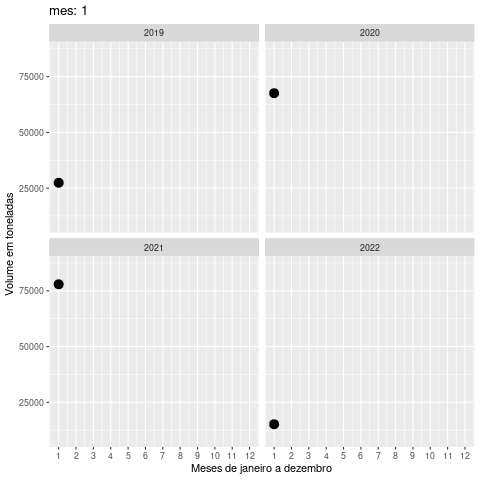 mes: 1
2019 2020
75000
50000
25000
2021 2022
75000
50000
25000
1 2 3 4 5 6 7 8 9 10 11 12 1 2 3 4 5 6 7 8 9 10 11 12
Meses de janeiro a dezembro
Volume em toneladas